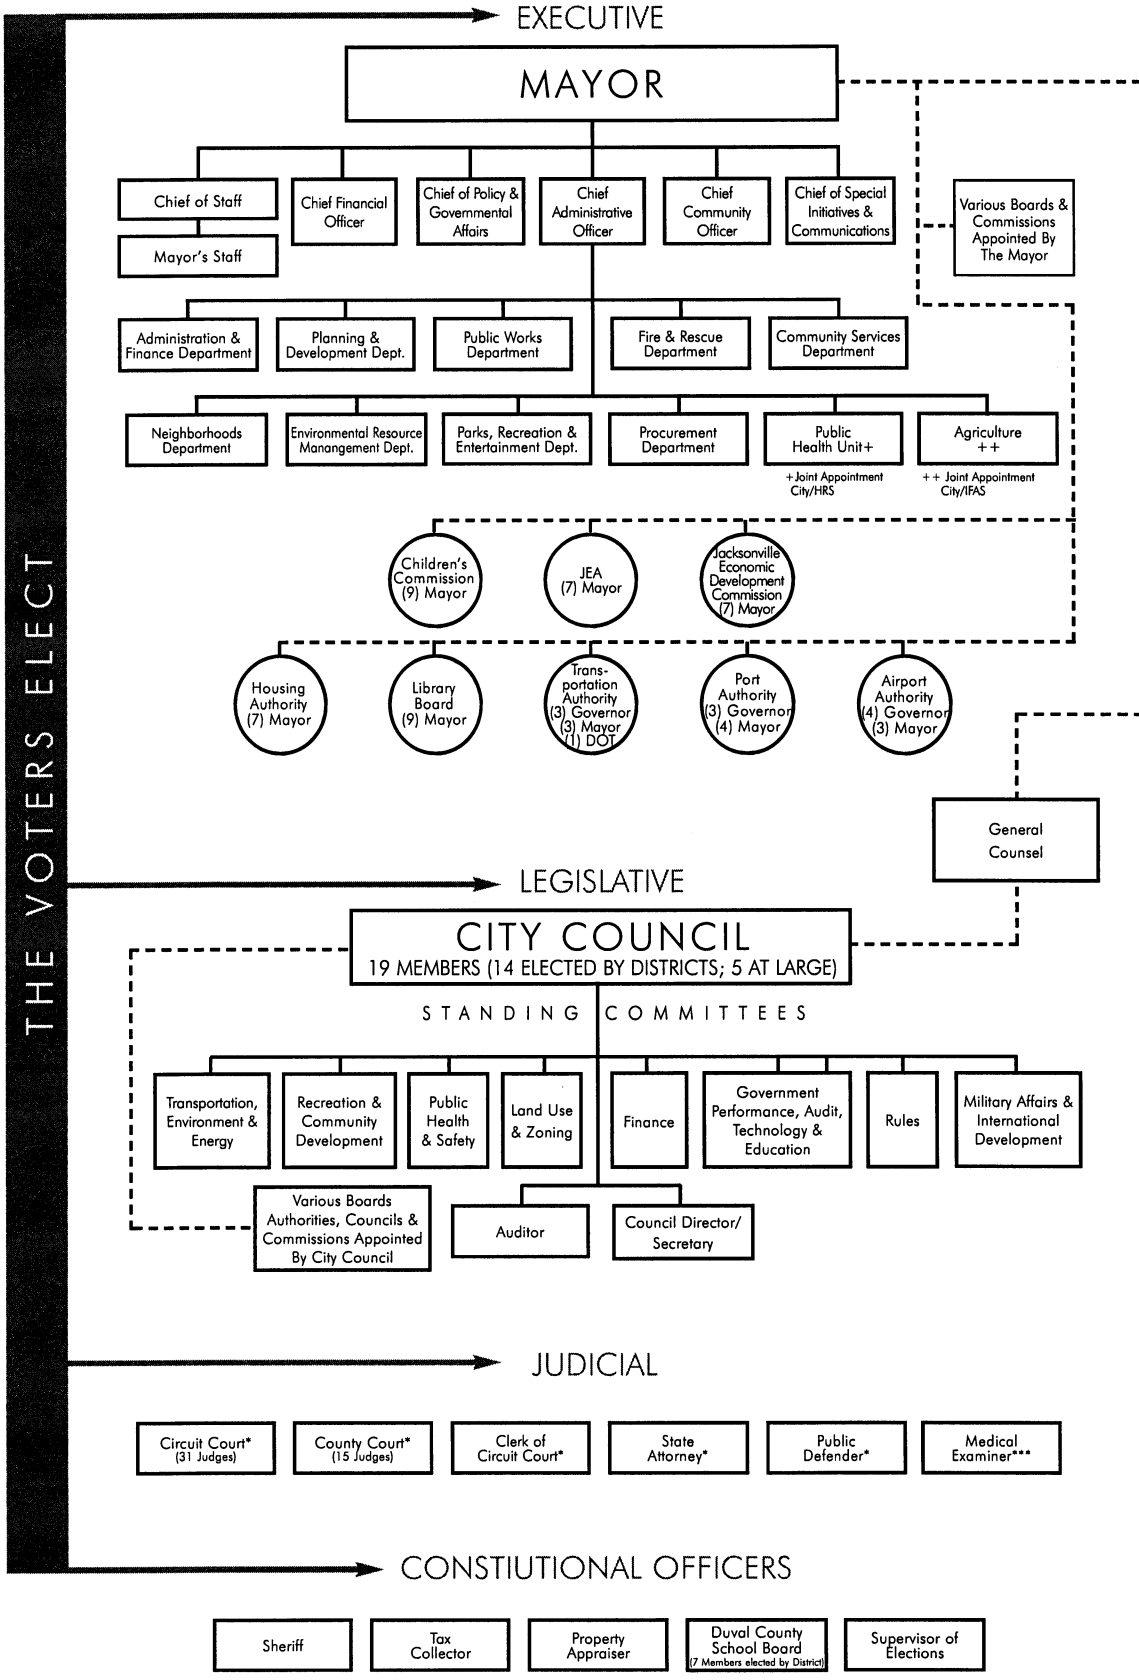 THE VOTERS ELECT
EXECUTIVE
MAYOR
Chief of Staff
Mayor's Staff
Chief Financial
Officer
Chief of Policy &
Governmental
Affairs
Chief
Administrative
Officer
Chief
Community
Officer
Chief of Special
Initiatives &
Communications
Various Boards &
Commissions
Appointed By
The Mayor
Administration &
Finance Department
Planning &
Development Dept.
Public Works
Department
Fire & Rescue
Department
Community Services
Department
Neighborhoods
Department
Environmental Resource
Manangement Dept.
Parks, Recreation &
Entertainment Dept.
Procurement
Department
Public
Health Unit+
+Joint Appointment
City/HRS
Agriculture
++
++ Joint Appointment
City/IFAS
Children's
Commission
(9) Mayor
JEA
(7) Mayor
Jacksonville
Economic
Development
Commission
(7) Mayor
Housing
Authority
(7) Mayor
Library
Board
(9) Mayor
Trans-
portation
Authority
(3) Governor
(3) Mayor
(1) DOT
Port
Authority
(3) Governor
(4) Mayor
Airport
Authority
(4) Governor
(3) Mayor
General
Counsel
LEGISLATIVE
CITY COUNCIL
19 MEMBERS (14 ELECTED BY DISTRICTS; 5 AT LARGE)
STANDING COMMITTEES
Transportation,
Environment &
Energy
Recreation &
Community
Development
Public
Health
& Safety
Land Use
& Zoning
Finance
Government
Performance, Audit,
Technology &
Education
Rules
Military Affairs &
International
Development
Various Boards
Authorities, Councils &
Commissions Appointed
By City Council
Auditor
Council Director/
Secretary
JUDICIAL
Circuit Court*
(31 Judges)
County Court*
(15 Judges)
Clerk of
Circuit Court*
State
Attorney*
Public
Defender*
Medical
Examiner***
CONSTIUTIONAL OFFICERS
Sheriff
Tax
Collector
Property
Appraiser
Duval County
School Board
(7 Members elected by District)
Supervisor of
Elections